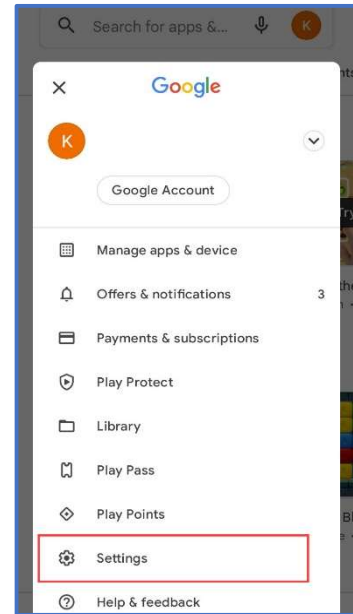 Search for apps &...
K
Google
K
Google Account
Manage apps & device
Offers & notifications 3
Payments & subscriptions
Play Protect
Library
Play Pass
Play Points
Settings
Help & feedback